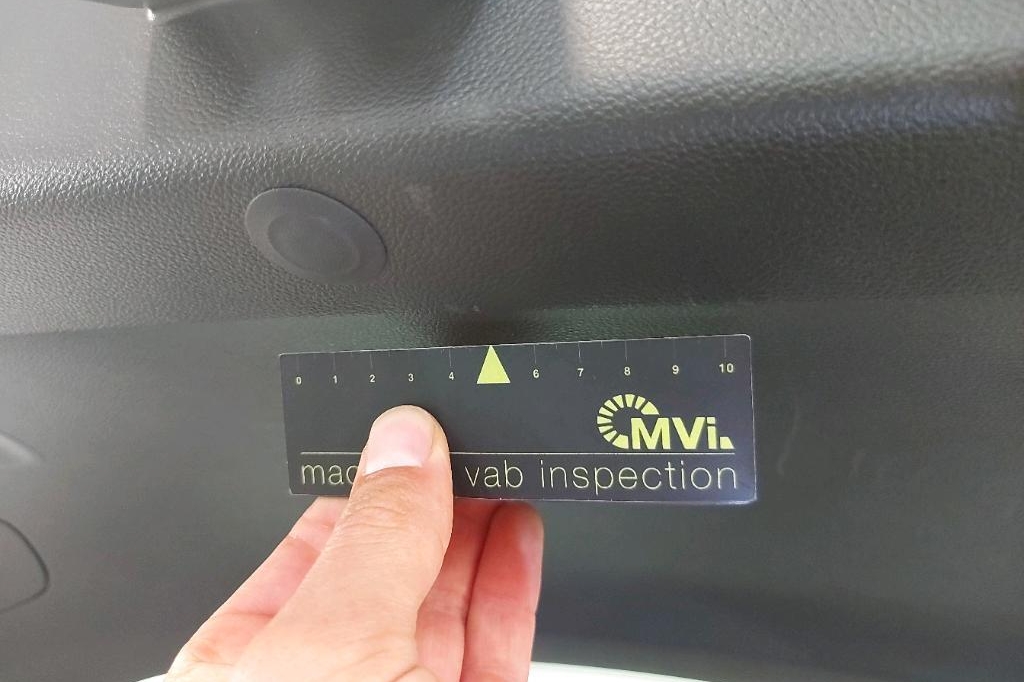 0 1 2 3 4 6 7 8 9 10
MVi.
vab inspection